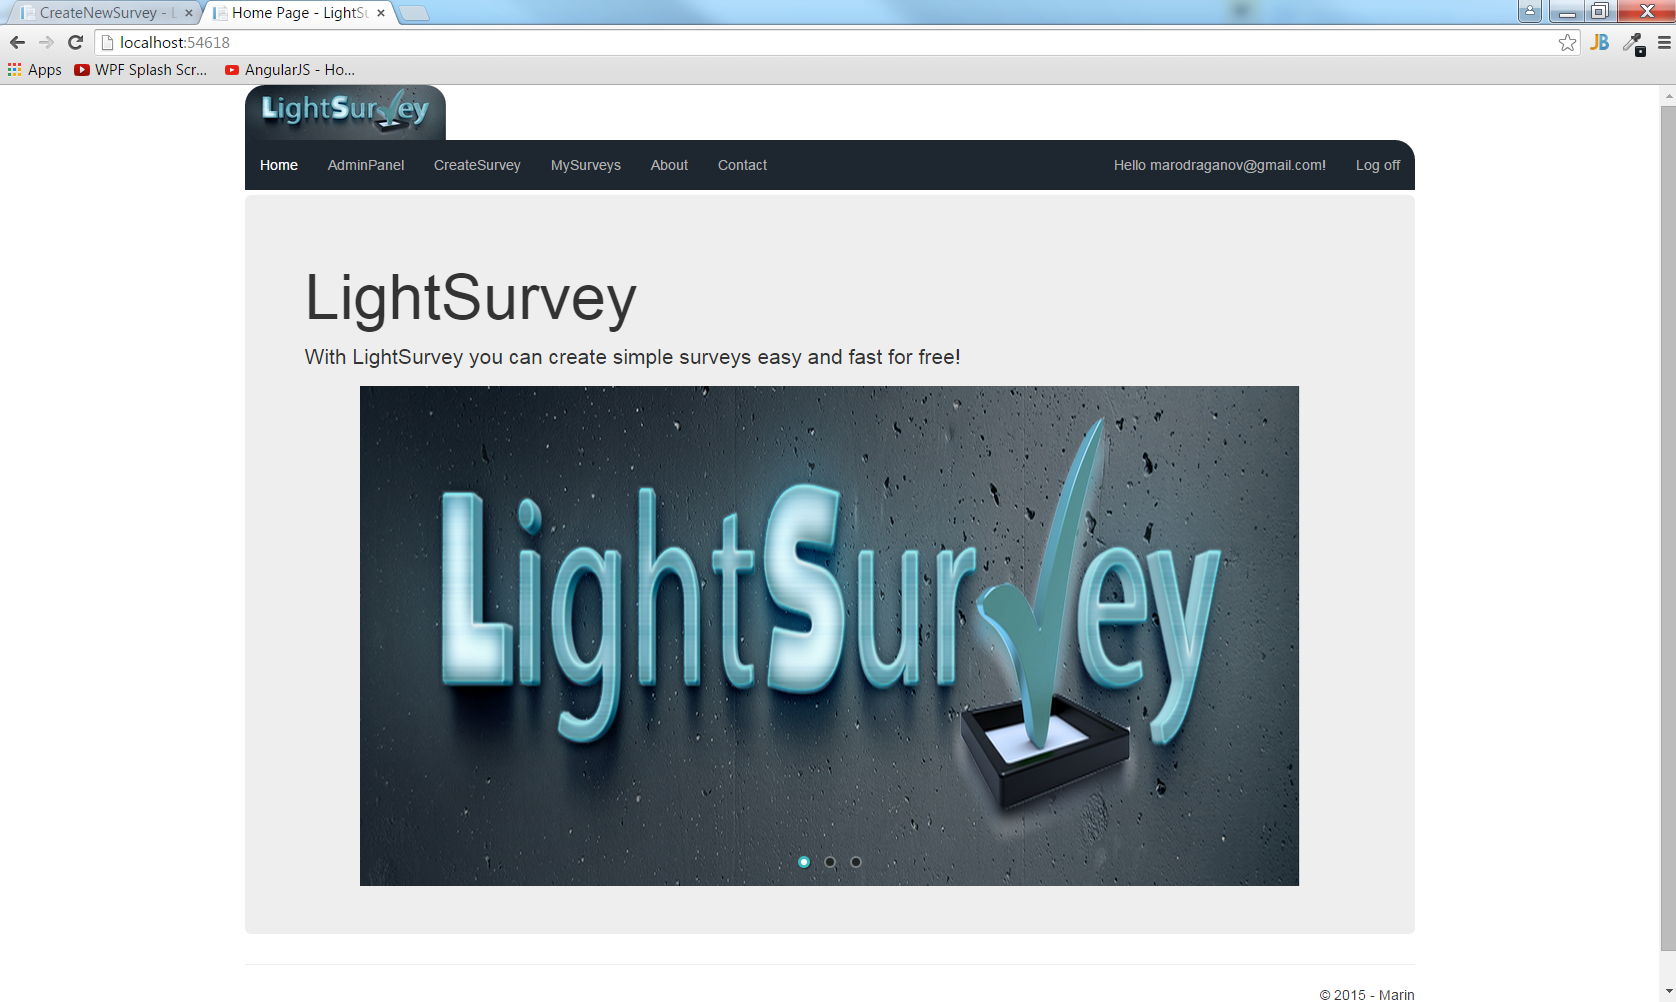 CreateNewSurvey - L
Home Page - LightSu
localhost:54618
JB
Apps
WPF Splash Scr...
AngularJS - Ho...
LightSurvey
Home
AdminPanel
CreateSurvey
MySurveys
About
Contact
Hello marodraganov@gmail.com!
Log off
LightSurvey
With LightSurvey you can create simple surveys easy and fast for free!
LightSurvey
© 2015 - Marin